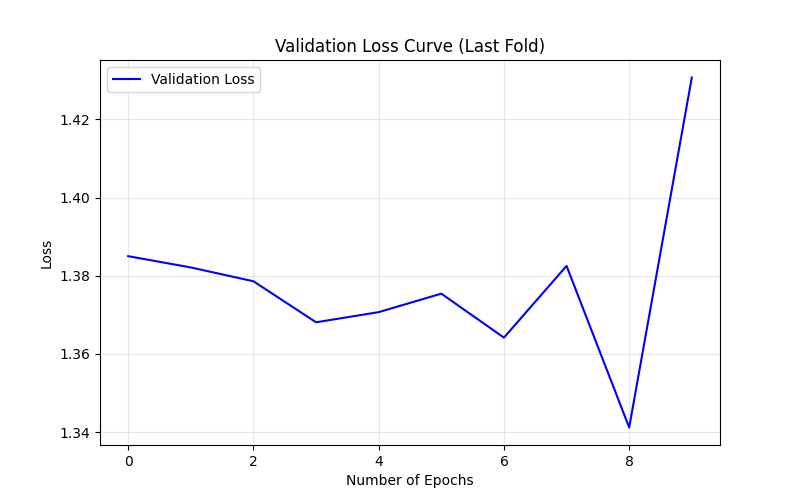 Validation Loss Curve (Last Fold)
Validation Loss
1.42
1.40
1.38
1.36
1.34
Loss
0 2 4 6 8
Number of Epochs